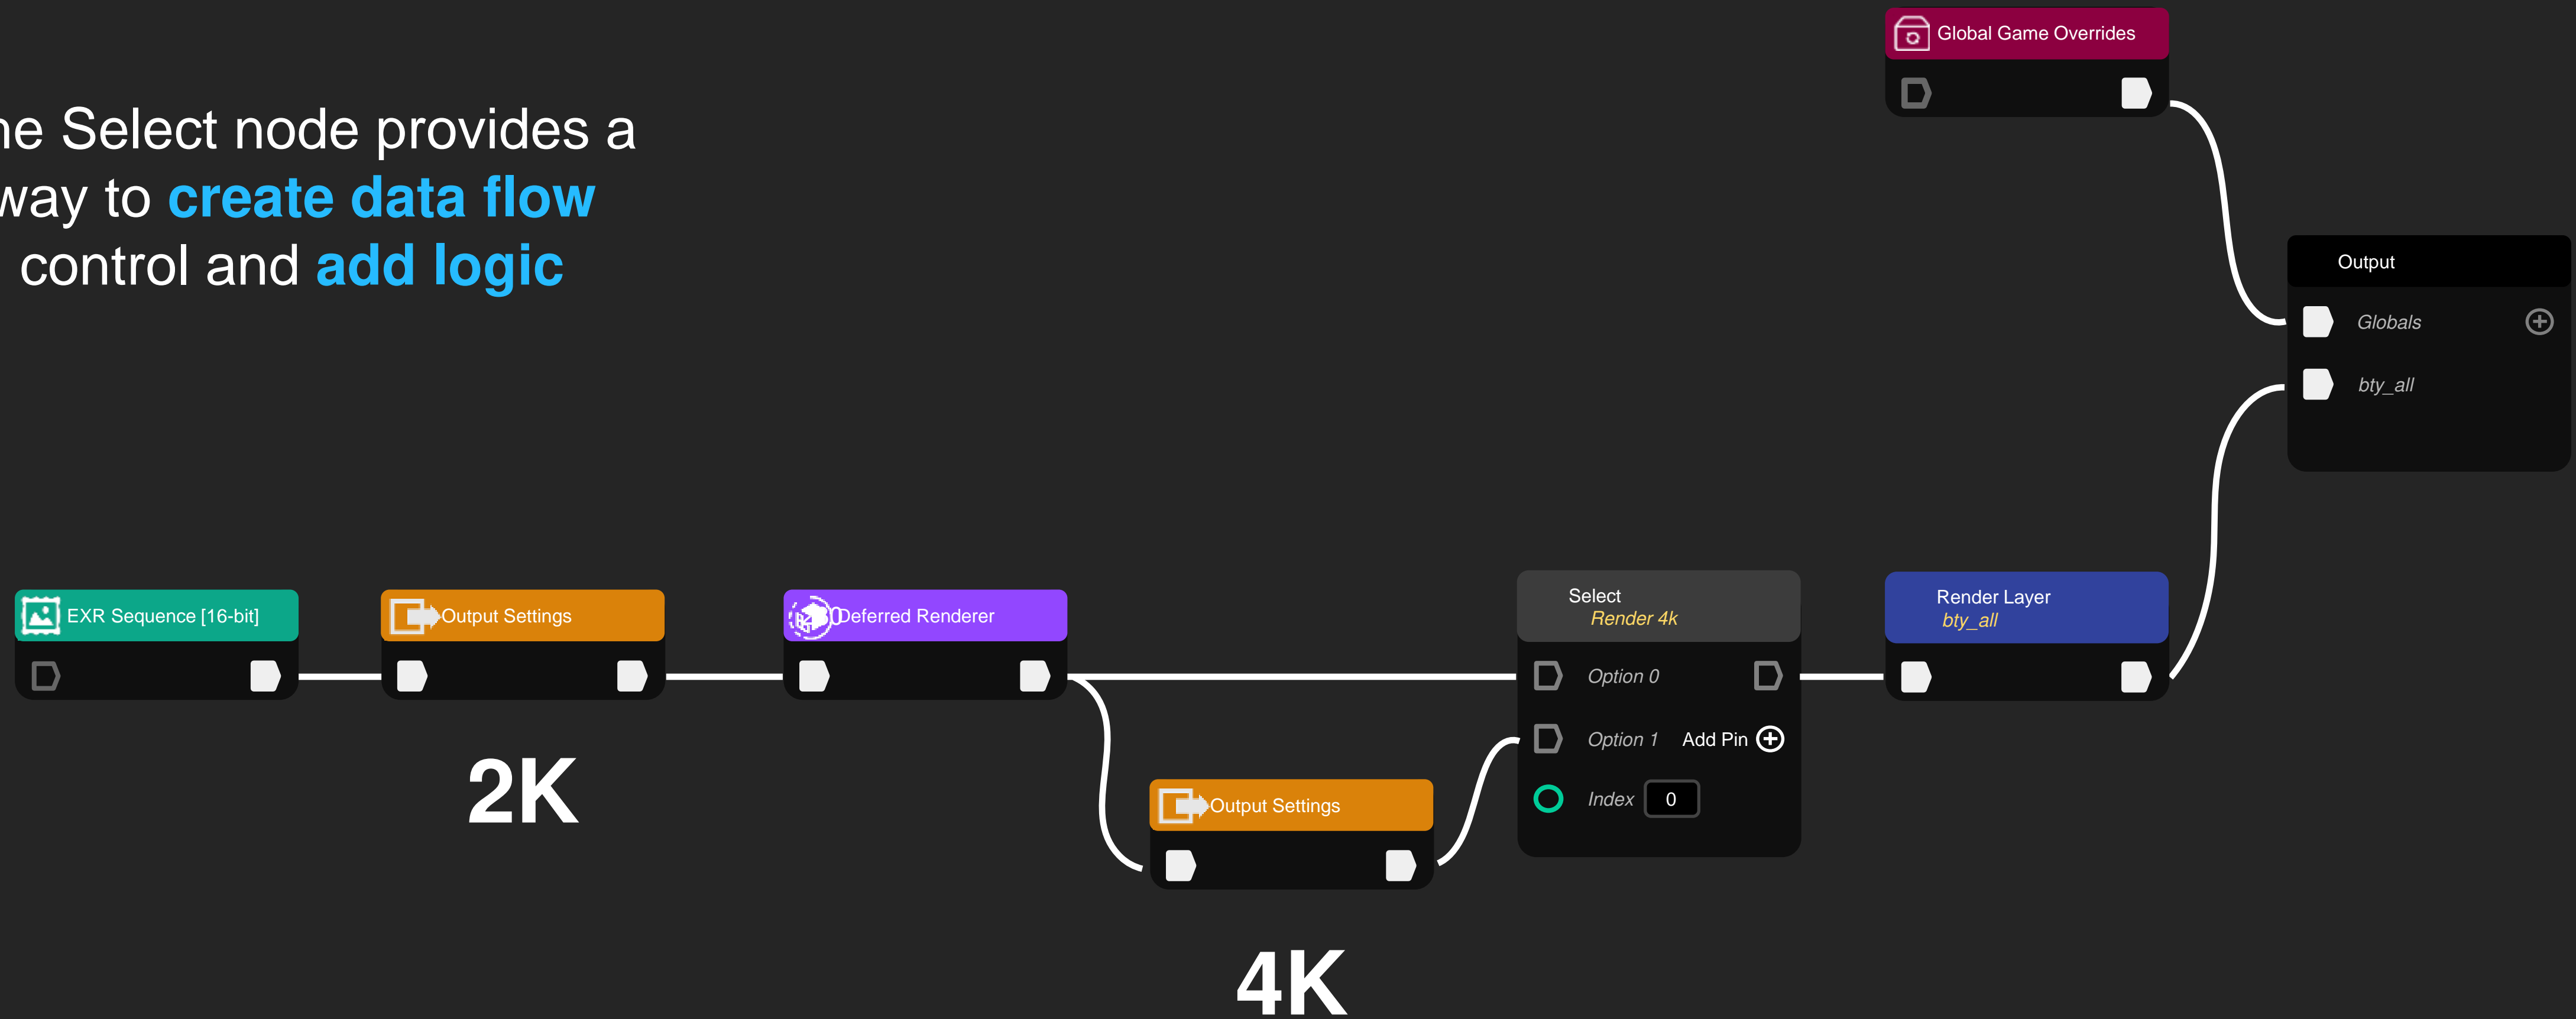 he Select node provides a
way to create data flow
control and add logic
Global Game Overrides
Output
Globals
bty_all
EXR Sequence [16-bit]
Output Settings
Deferred Renderer
Select
Render 4k
Option 0
Option 1 Add Pin
Index 0
Render Layer
bty_all
2K
Output Settings
4K